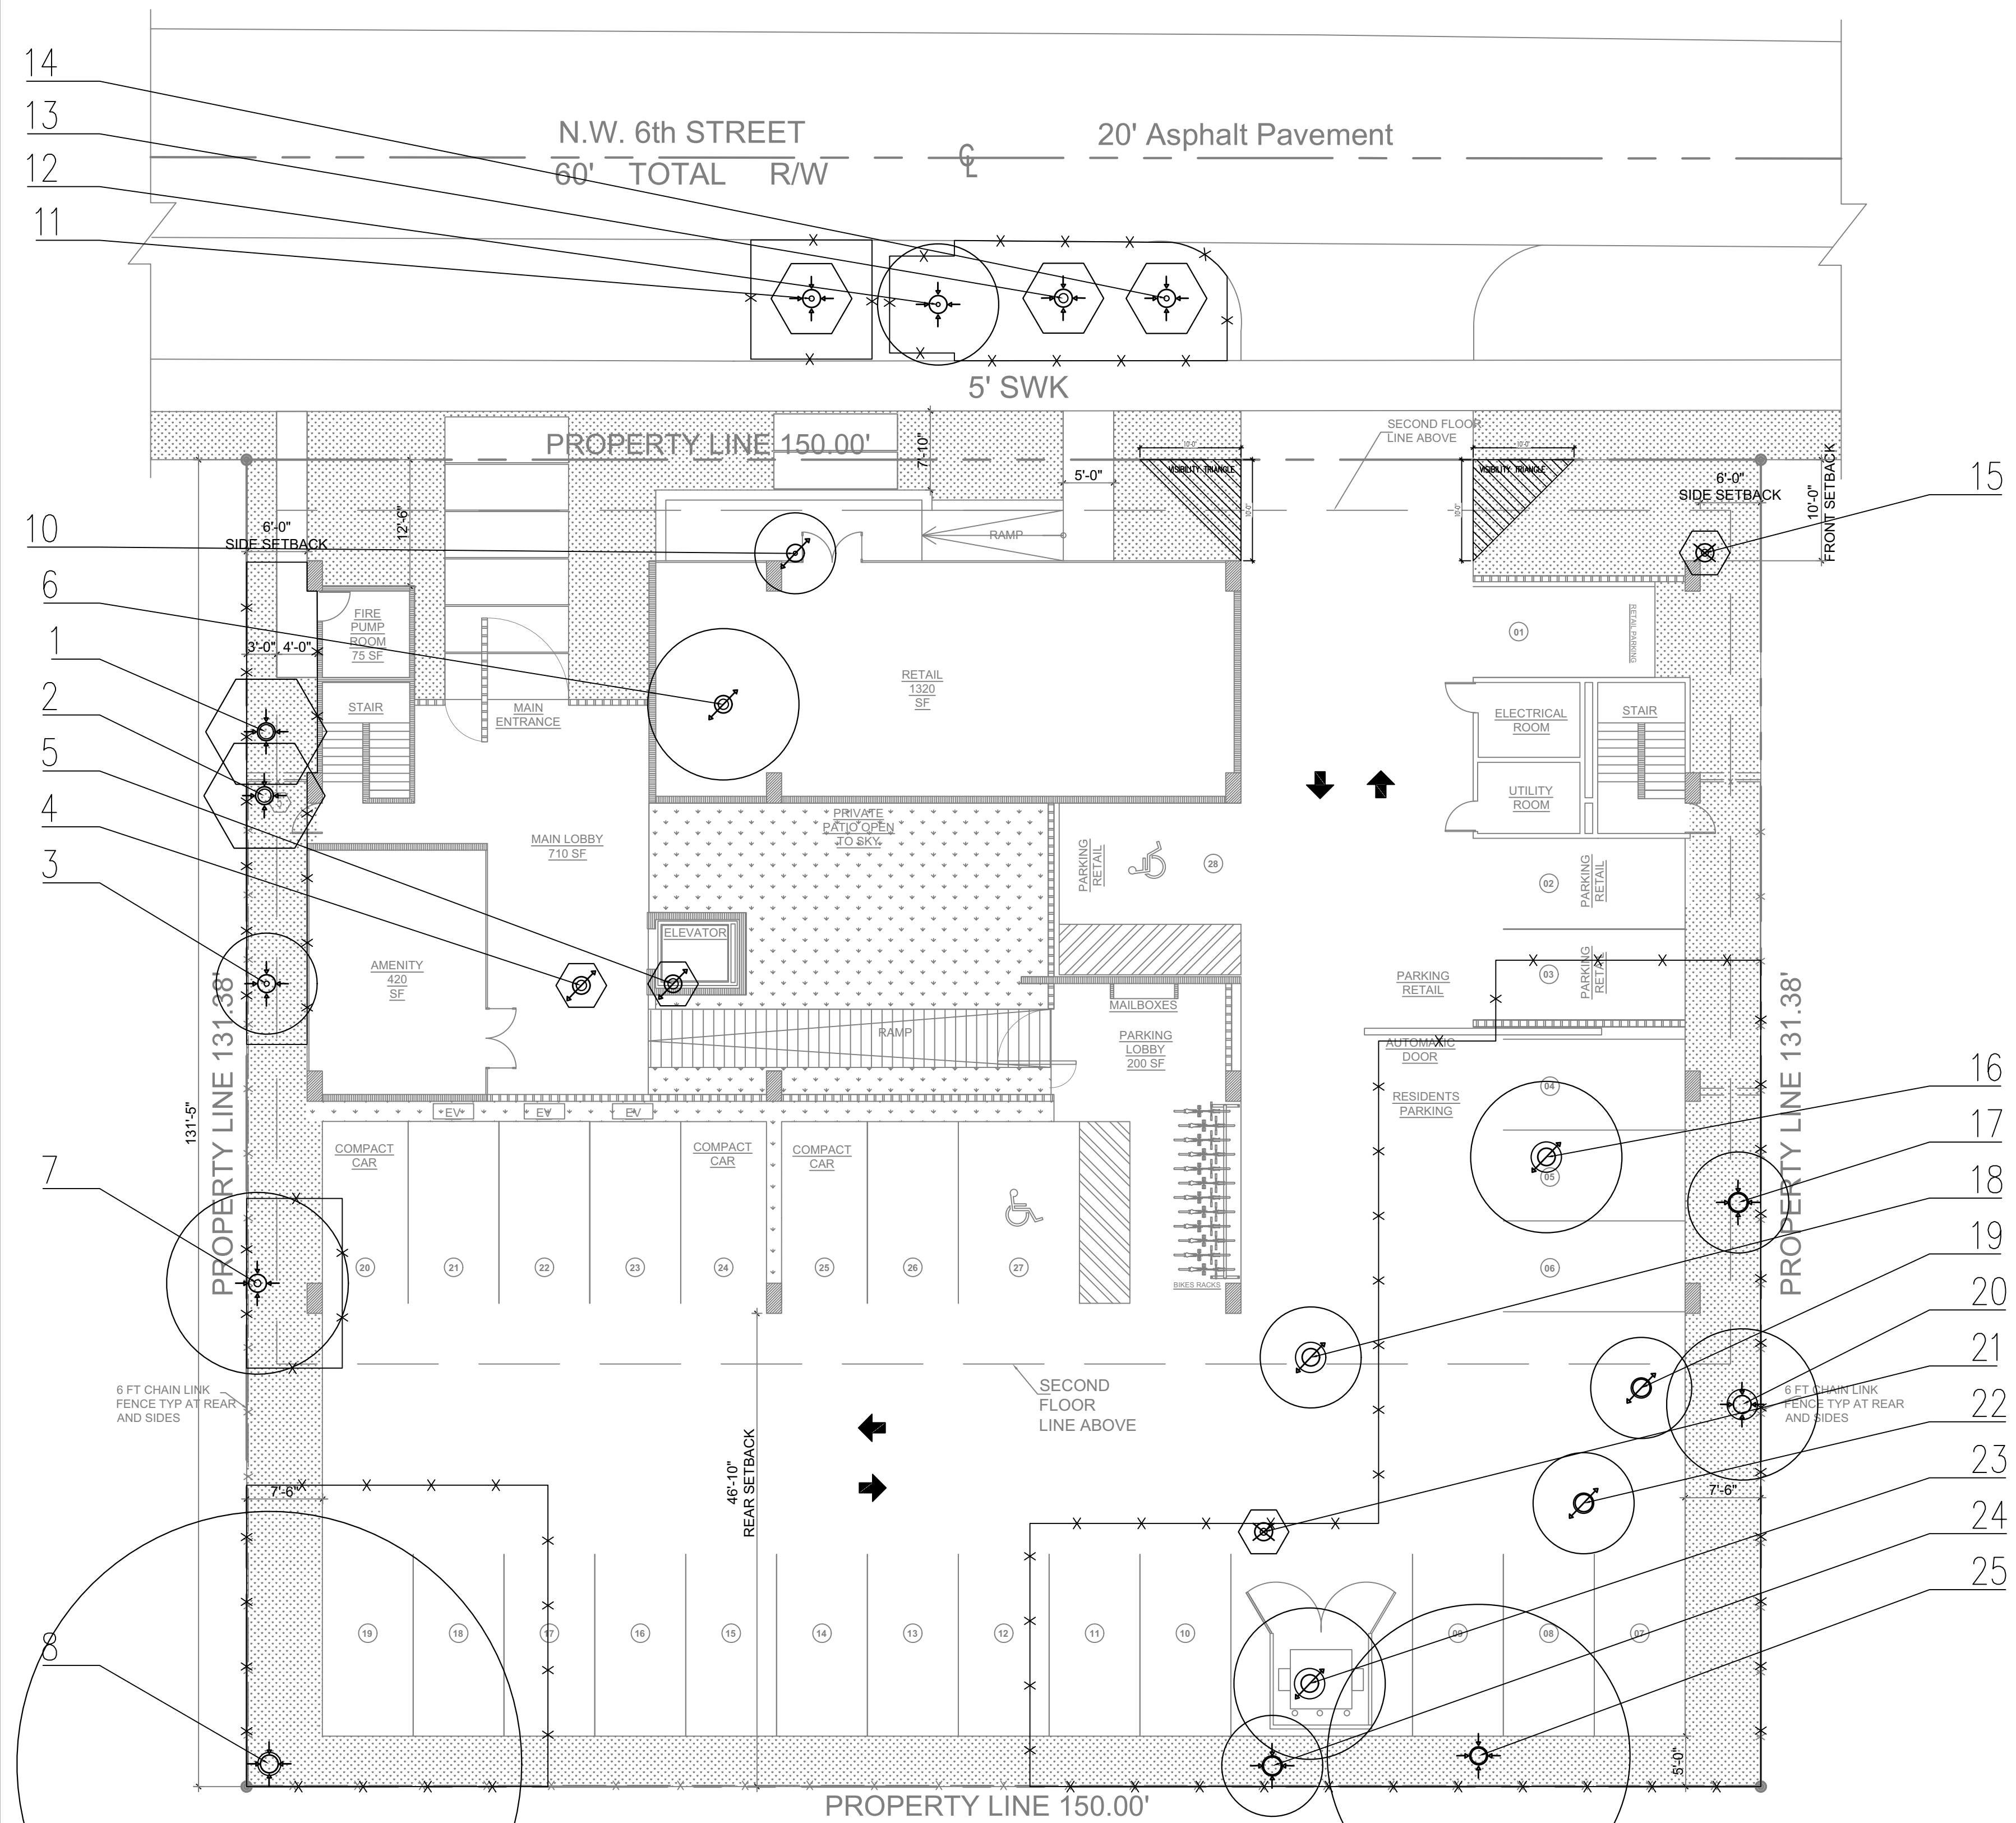 14
13
12
11
N.W. 6th STREET
20' Asphalt Pavement
60' TOTAL R/W
5' SWK
PROPERTY LINE 150.00'
7'-10"
SECOND FLOOR
LINE ABOVE
10'-0"
10'-0"
VISIBILITY TRIANGLE
VISIBILITY TRIANGLE
10'-0"
10'-0"
5'-0"
6'-0"
SIDE SETBACK
10'-0"
FRONT SETBACK
15
10
6'-0"
SIDE SETBACK
12'-6"
RAMP
6
1
2
5
4
3
FIRE
PUMP
ROOM
75 SF
3'-0"
4'-0"
STAIR
MAIN
ENTRANCE
RETAIL
1320
SF
01
RETAIL PARKING
ELECTRICAL
ROOM
STAIR
UTILITY
ROOM
MAIN LOBBY
710 SF
PRIVATE
PATIO OPEN
TO SKY
PARKING
RETAIL
28
02
PARKING
RETAIL
ELEVATOR
AMENITY
420
SF
PARKING
RETAIL
03
PARKING
RETAIL
MAILBOXES
RAMP
PARKING
LOBBY
200 SF
AUTOMATIC
DOOR
RESIDENTS
PARKING
04
05
06
PROPERTY LINE 131.38'
131'-5"
PROPERTY LINE 131.38'
EV
EV
EV
COMPACT
CAR
COMPACT
CAR
COMPACT
CAR
20
21
22
23
24
25
26
27
BIKES RACKS
7
8
16
17
18
19
20
21
22
23
24
25
6 FT CHAIN LINK
FENCE TYP AT REAR
AND SIDES
SECOND
FLOOR
LINE ABOVE
6 FT CHAIN LINK
FENCE TYP AT REAR
AND SIDES
46'-10"
REAR SETBACK
7'-6"
7'-6"
19
18
17
16
15
14
13
12
11
10
09
08
07
5'-0"
PROPERTY LINE 150.00'